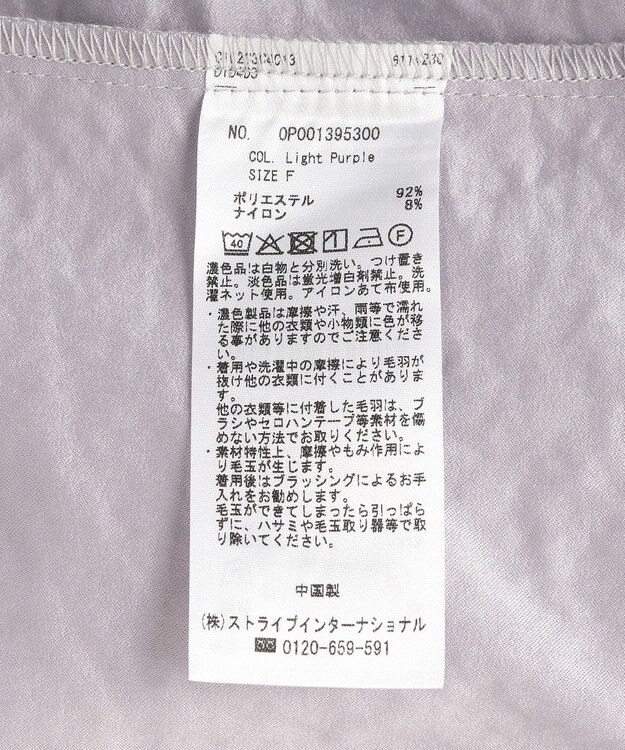 NO. OP001395300
COL. Light Purple
SIZE F
ポリエステル 92%
ナイロン 8%
40 F
濃色品は白物と分別洗い。つけ置き
禁止。淡色品は蛍光増白剤禁止。洗
濯ネット使用。アイロンあて布使用。
・濃色製品は摩擦や汗、雨等で濡れ
た際に他の衣類や小物類に色が移
る事がありますのでご注意くださ
い。
・着用や洗濯中の摩擦により毛羽が
抜け他の衣類に付くことがありま
す。
他の衣類等に付着した毛羽は、ブ
ラシやセロハンテープ等素材を傷
めない方法でお取りください。
・素材特性上、摩擦やもみ作用によ
り毛玉が生じます。
着用後はブラッシングによるお手
入れをお勧めします。
毛玉ができてしまったら引っぱら
ずに、ハサミや毛玉取り器等で取
り除いてください。
中国製
(株)ストライプインターナショナル
0120-659-591